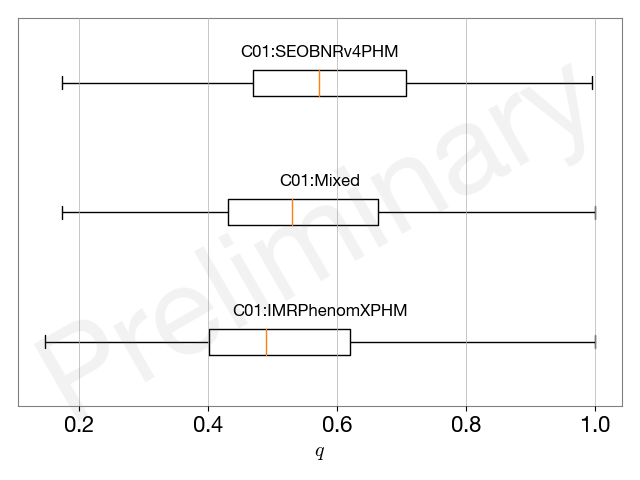 C01:SEOBNRv4PHM
C01:Mixed
C01:IMRPhenomXPHM
Preliminary
0.2 0.4 0.6 0.8 1.0
q